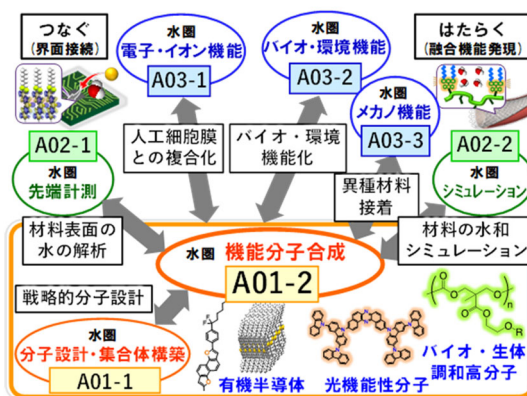 つなぐ
(界面接続)
水圏
電子・イオン機能
A03-1
水圏
バイオ・環境機能
A03-2
はたらく
(融合機能発現)
水圏
メカノ機能
A03-3
A02-1
水圏
先端計測
人工細胞膜
との複合化
バイオ・環境
機能化
異種材料
接着
A02-2
水圏
シミュレーション
材料表面の
水の解析
材料の水和
シミュレーション
水圏 機能分子合成
A01-2
戦略的分子設計
水圏
分子設計・集合体構築
A01-1
有機半導体
光機能性分子
バイオ・生体
調和高分子
O
O
n
O
O
O
R